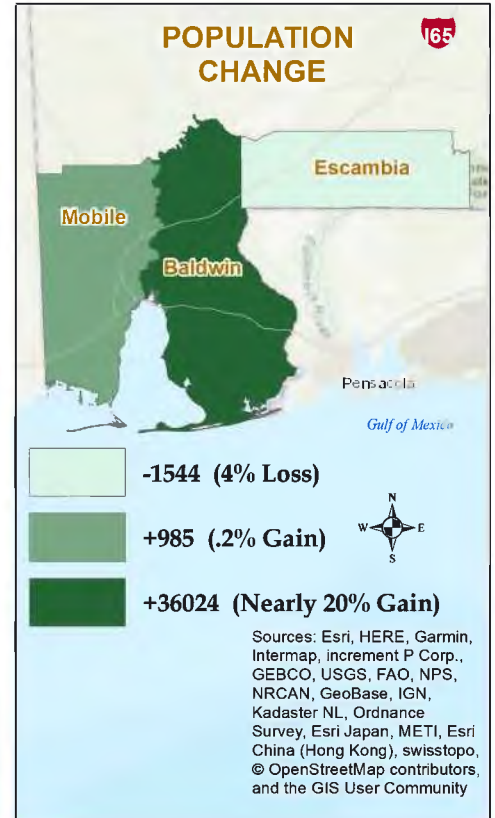 POPULATION
CHANGE
I65
Escambia
Mobile
Baldwin
Pensacola
Gulf of Mexico
-1544 (4% Loss)
+985 (.2% Gain)
N
W E
S
+36024 (Nearly 20% Gain)
Sources: Esri, HERE, Garmin,
Intermap, increment P Corp.,
GEBCO, USGS, FAO, NPS,
NRCAN, GeoBase, IGN,
Kadaster NL, Ordnance
Survey, Esri Japan, METI, Esri
China (Hong Kong), swisstopo,
© OpenStreetMap contributors,
and the GIS User Community